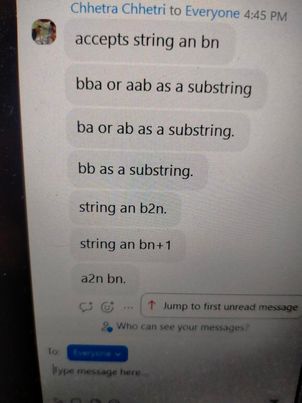 Chhetra Chhetri to Everyone 4:45 PM
accepts string an bn
bba or aab as a substring
ba or ab as a substring.
bb as a substring.
string an b2n.
string an bn+1
a2n bn.
... ↑ Jump to first unread message
Who can see your messages?
To: Everyone
Type message here...